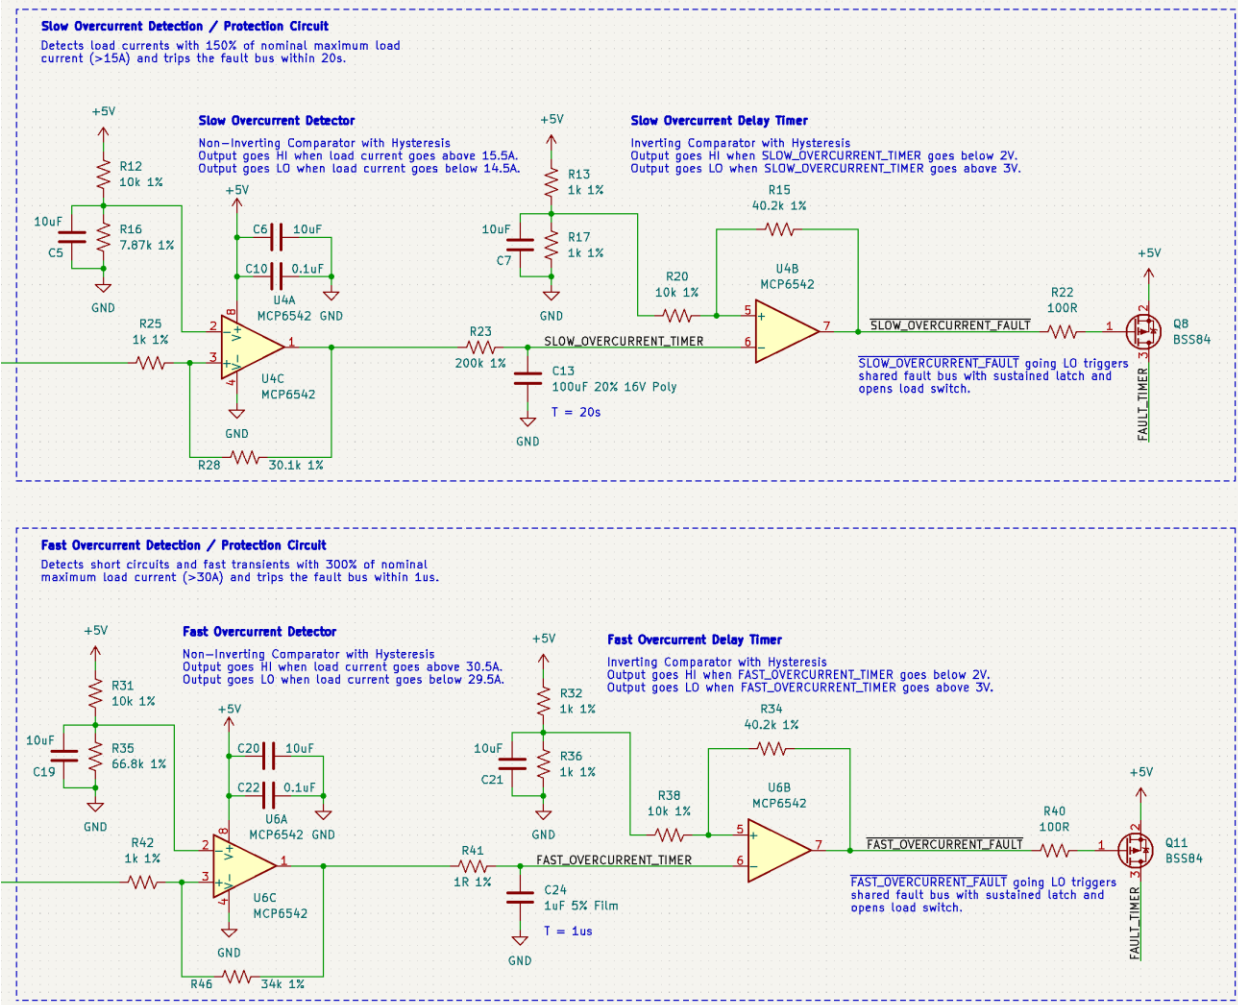 Slow Overcurrent Detection / Protection Circuit
Detects load currents with 150% of nominal maximum load
current (>15A) and trips the fault bus within 20s.
+5V
R12
10k 1%
10uF
C5
R16
7.87k 1%
GND
Slow Overcurrent Detector
Non-Inverting Comparator with Hysteresis
Output goes HI when load current goes above 15.5A.
Output goes LO when load current goes below 14.5A.
+5V
C6
10uF
C10
0.1uF
U4A
MCP6542
GND
R25
1k 1%
2
3
8
V+
V-
4
1
U4C
MCP6542
GND
R28
30.1k 1%
R23
200k 1%
SLOW_OVERCURRENT_TIMER
C13
100uF 20% 16V Poly
T = 20s
GND
+5V
R13
1k 1%
10uF
C7
R17
1k 1%
GND
Slow Overcurrent Delay Timer
Inverting Comparator with Hysteresis
Output goes HI when SLOW_OVERCURRENT_TIMER goes below 2V.
Output goes LO when SLOW_OVERCURRENT_TIMER goes above 3V.
R15
40.2k 1%
R20
10k 1%
U4B
MCP6542
5
6
7
SLOW_OVERCURRENT_FAULT
SLOW_OVERCURRENT_FAULT going LO triggers
shared fault bus with sustained latch and
opens load switch.
R22
100R
+5V
1
2
3
Q8
BSS84
FAULT_TIMER
Fast Overcurrent Detection / Protection Circuit
Detects short circuits and fast transients with 300% of nominal
maximum load current (>30A) and trips the fault bus within 1us.
+5V
R31
10k 1%
10uF
C19
R35
66.8k 1%
GND
Fast Overcurrent Detector
Non-Inverting Comparator with Hysteresis
Output goes HI when load current goes above 30.5A.
Output goes LO when load current goes below 29.5A.
+5V
C20
10uF
C22
0.1uF
U6A
MCP6542
GND
R42
1k 1%
2
3
8
V+
V-
4
1
U6C
MCP6542
GND
R46
34k 1%
R41
1R 1%
FAST_OVERCURRENT_TIMER
C24
1uF 5% Film
T = 1us
GND
+5V
R32
1k 1%
10uF
C21
R36
1k 1%
GND
Fast Overcurrent Delay Timer
Inverting Comparator with Hysteresis
Output goes HI when FAST_OVERCURRENT_TIMER goes below 2V.
Output goes LO when FAST_OVERCURRENT_TIMER goes above 3V.
R34
40.2k 1%
R38
10k 1%
U6B
MCP6542
5
6
7
FAST_OVERCURRENT_FAULT
FAST_OVERCURRENT_FAULT going LO triggers
shared fault bus with sustained latch and
opens load switch.
R40
100R
+5V
1
2
3
Q11
BSS84
FAULT_TIMER